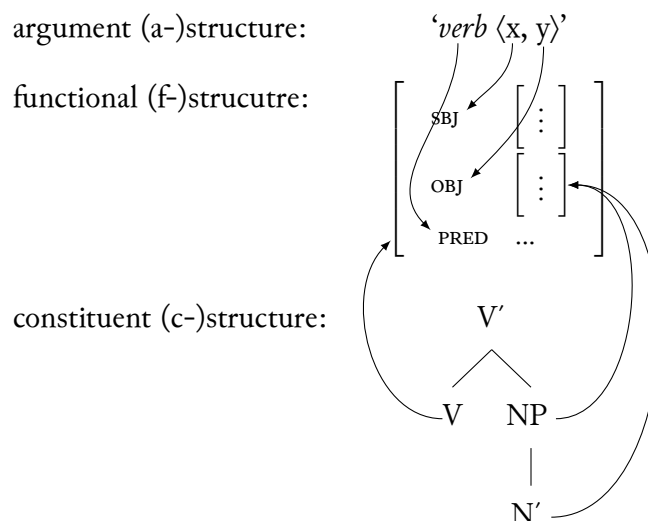 argument (a-)structure: ‘verb ⟨x, y⟩’
functional (f-)strucutre:
SBJ ⋮
OBJ ⋮
PRED ...
constituent (c-)structure: V′
V NP
N′